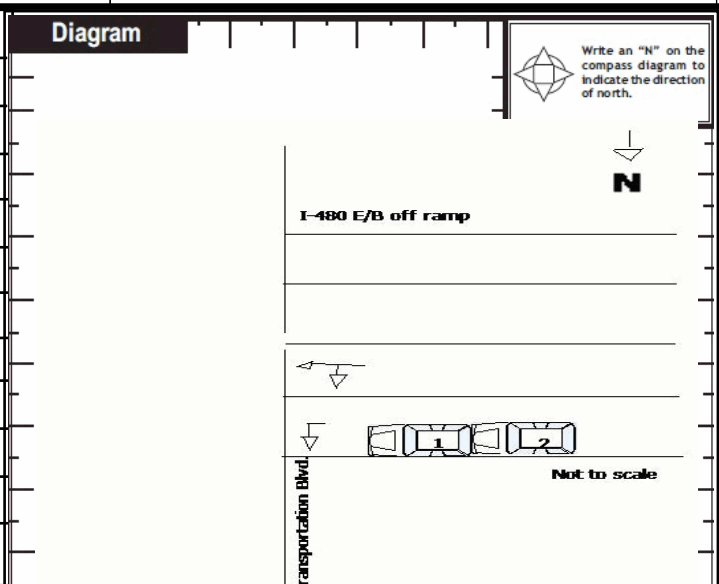 Diagram
Write an "N" on the
compass diagram to
indicate the direction
of north.
N
I-480 E/B off ramp
1 2
Not to scale
ransportation Blvd.